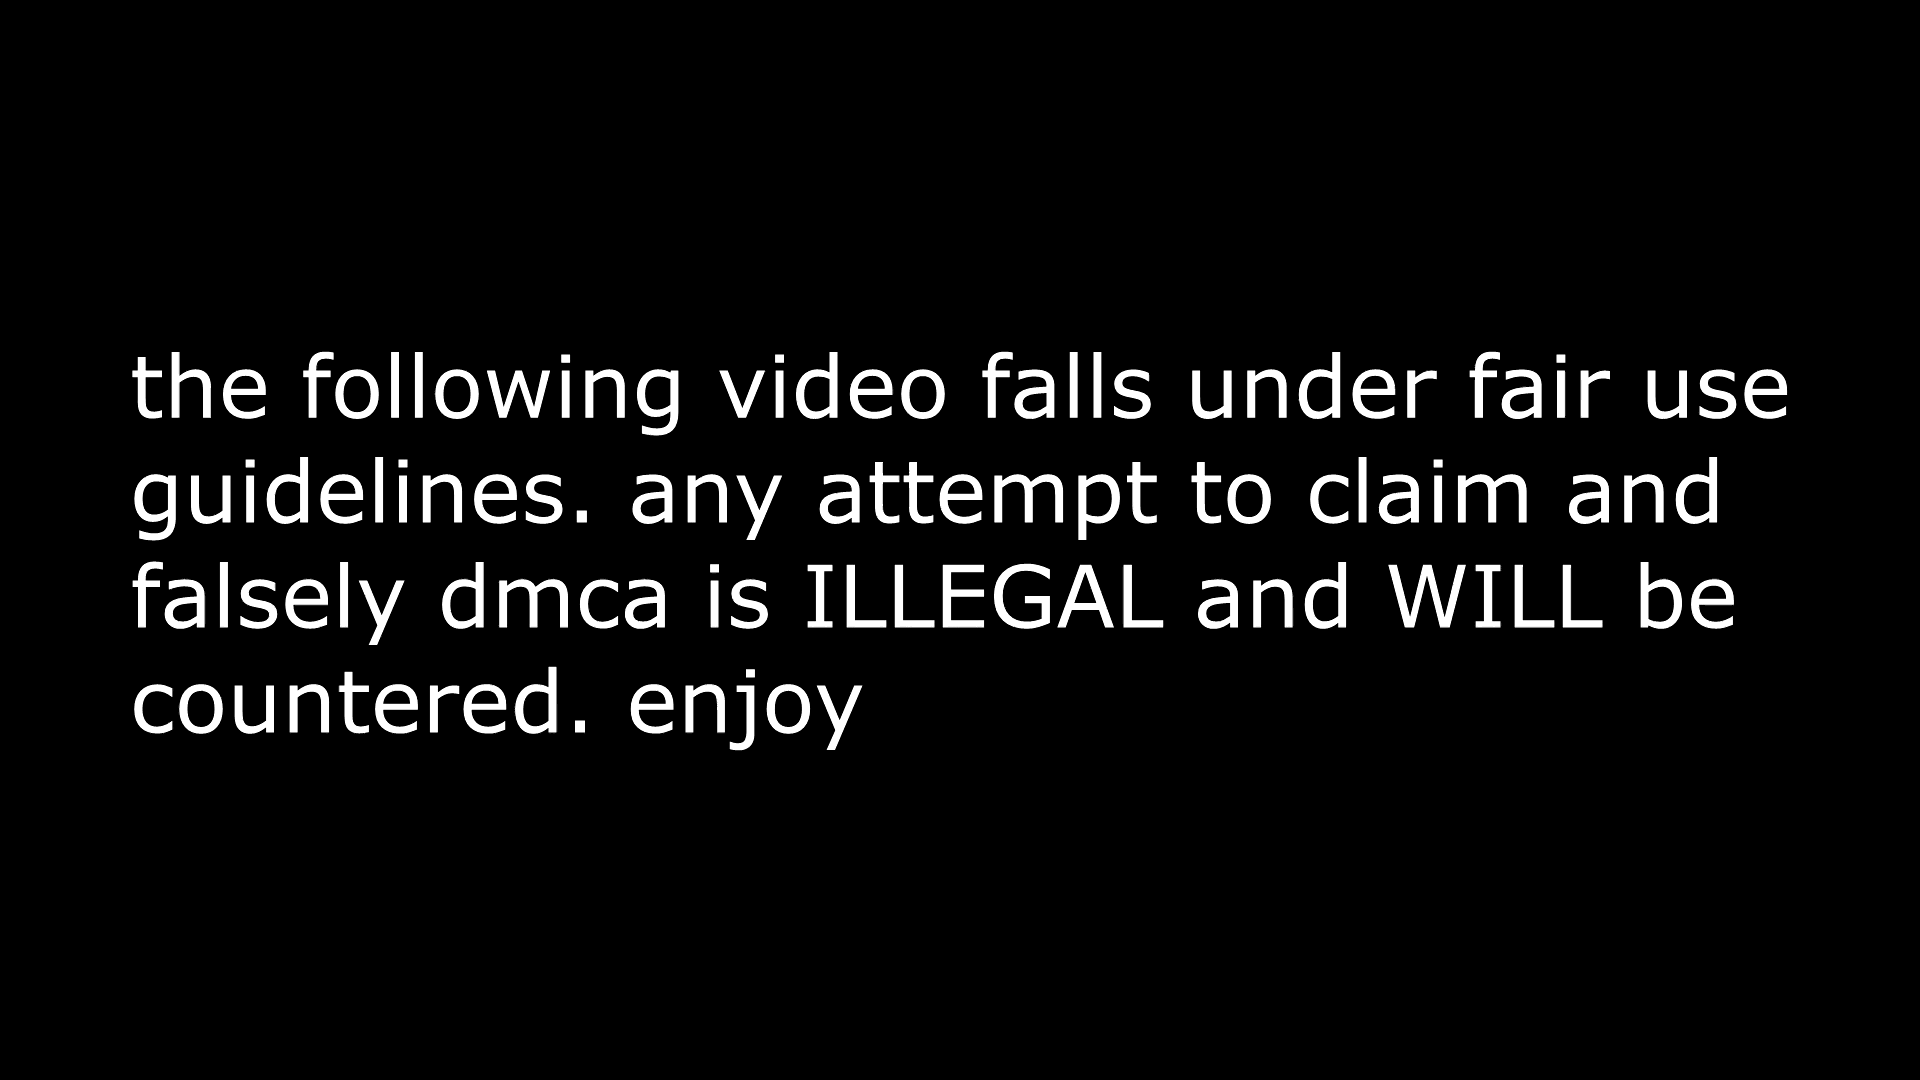 the following video falls under fair use
guidelines. any attempt to claim and
falsely dmca is ILLEGAL and WILL be
countered. enjoy